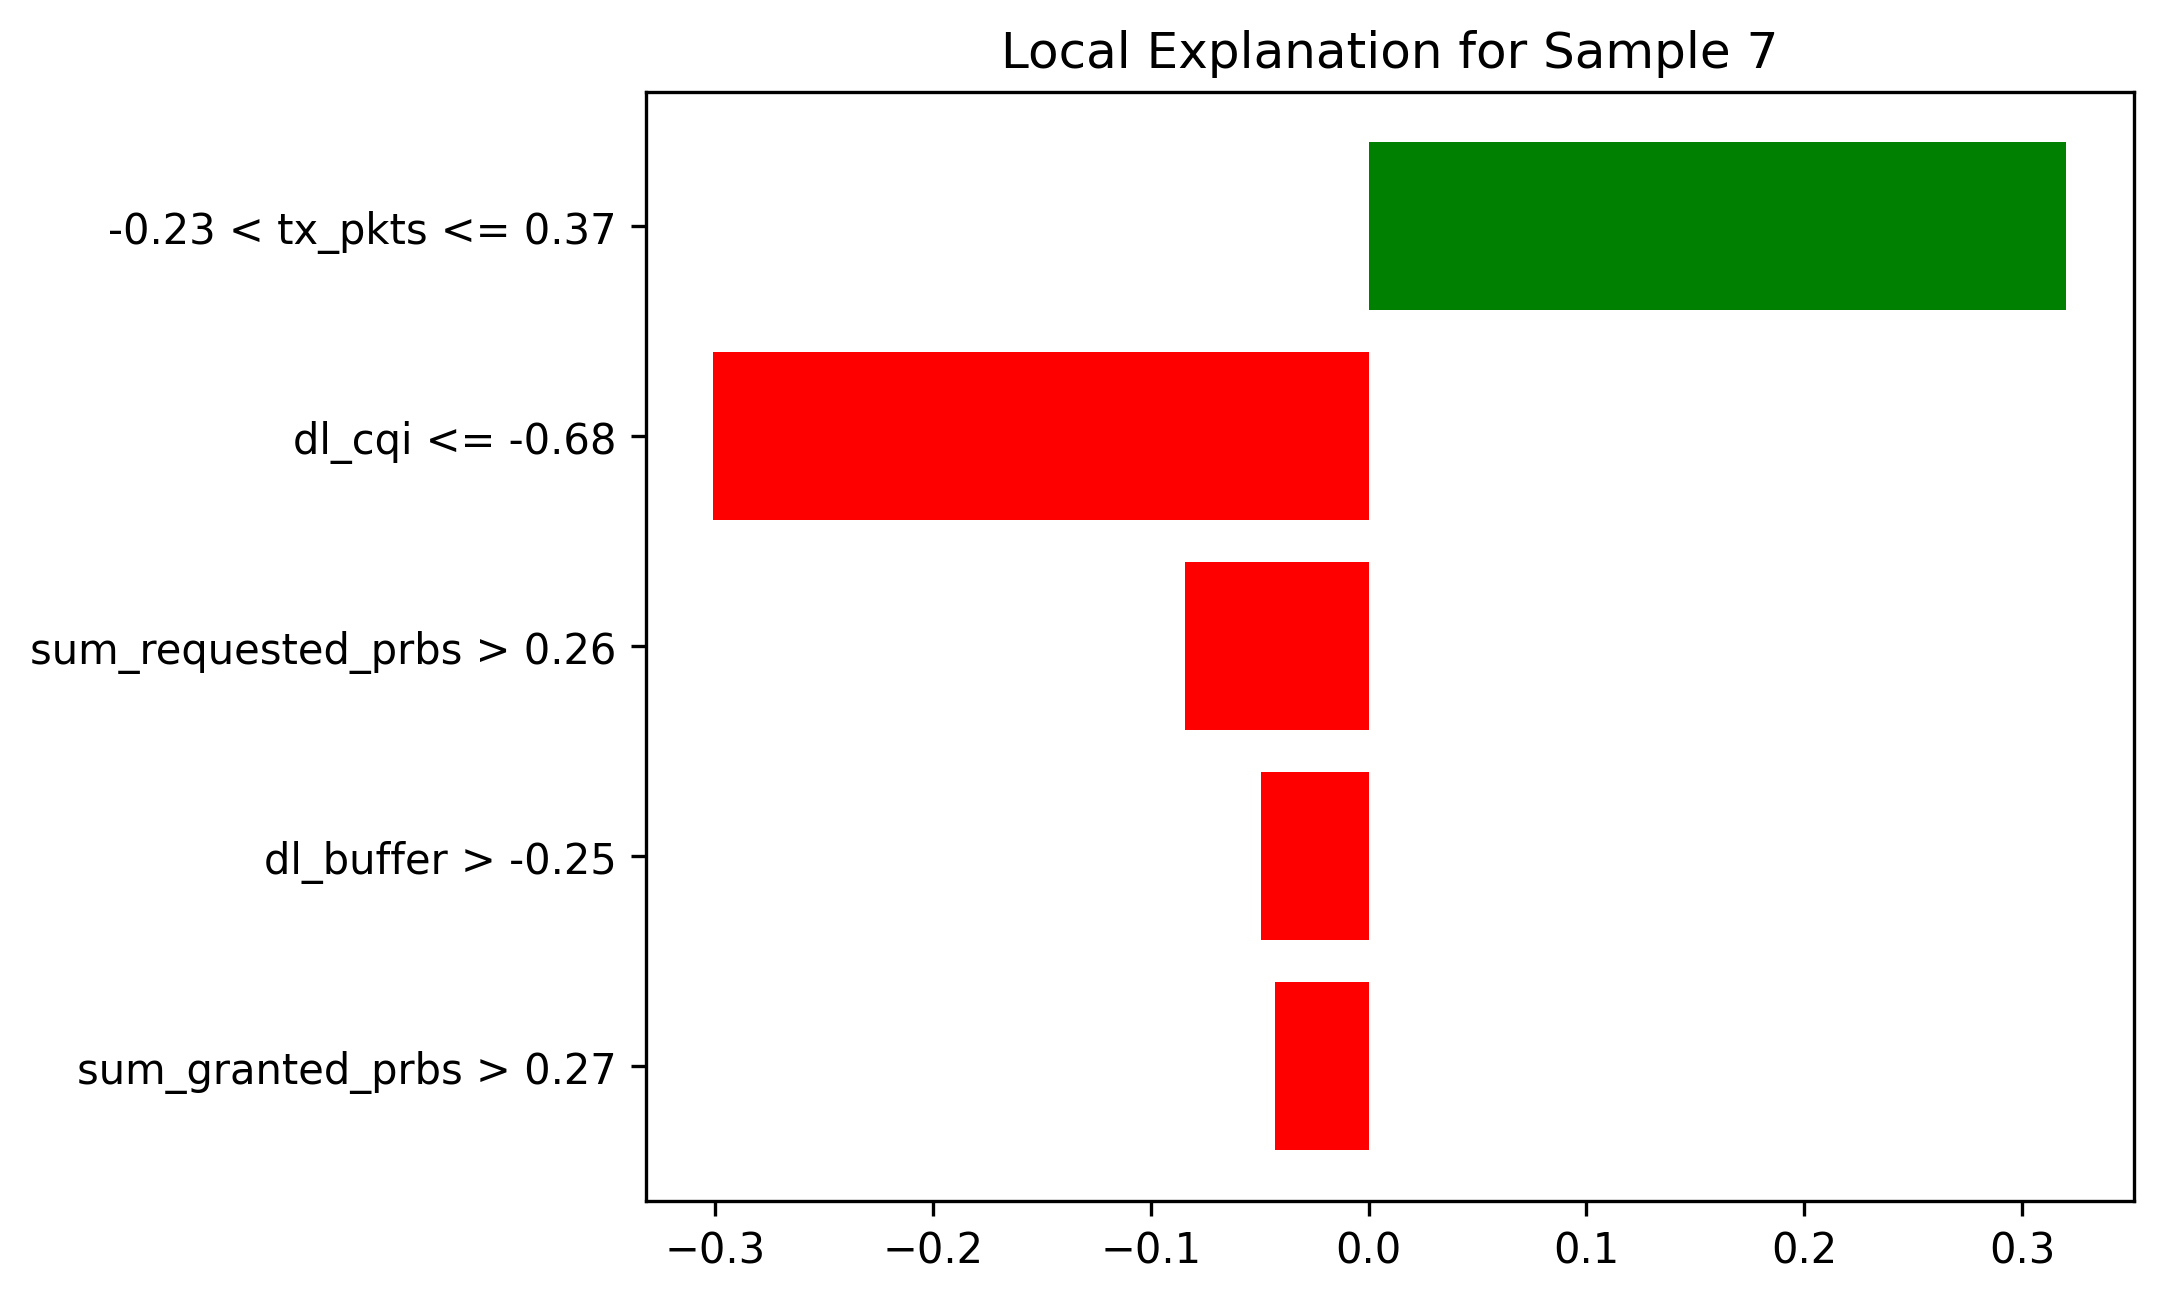 Local Explanation for Sample 7
-0.23 < tx_pkts <= 0.37
dl_cqi <= -0.68
sum_requested_prbs > 0.26
dl_buffer > -0.25
sum_granted_prbs > 0.27
−0.3 −0.2 −0.1 0.0 0.1 0.2 0.3